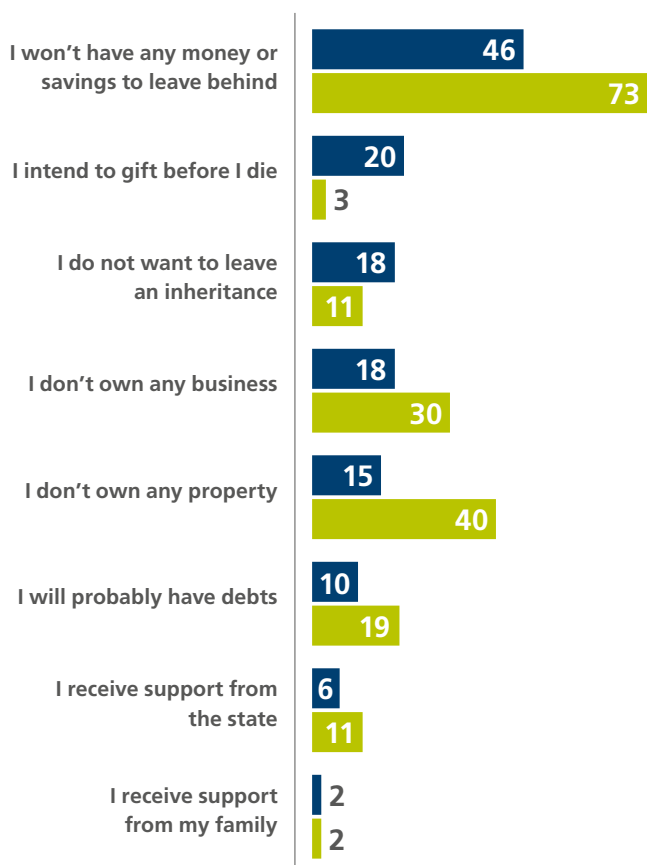 I won't have any money or
savings to leave behind
46
73
I intend to gift before I die
20
3
I do not want to leave
an inheritance
18
11
I don't own any business
18
30
I don't own any property
15
40
I will probably have debts
10
19
I receive support from
the state
6
11
I receive support
from my family
2
2